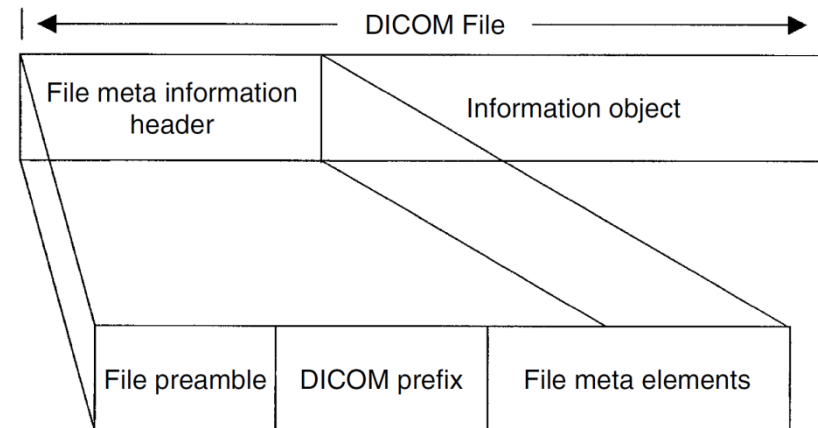 DICOM File
File meta information
header
Information object
File preamble
DICOM prefix
File meta elements